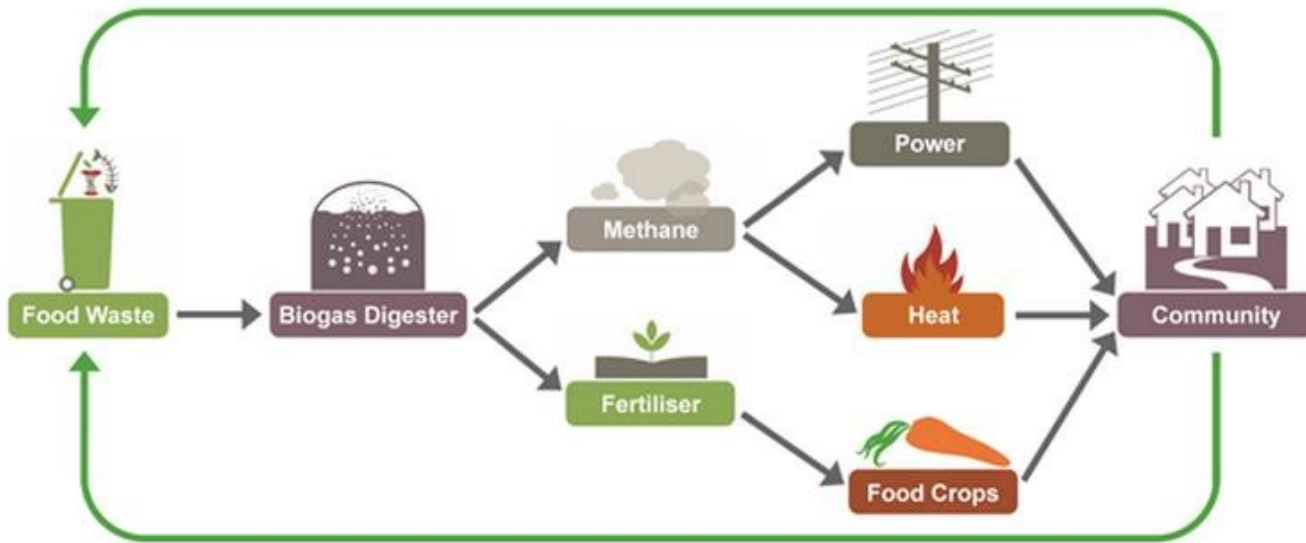 Power
Methane
Food Waste
Biogas Digester
Heat
Community
Fertiliser
Food Crops